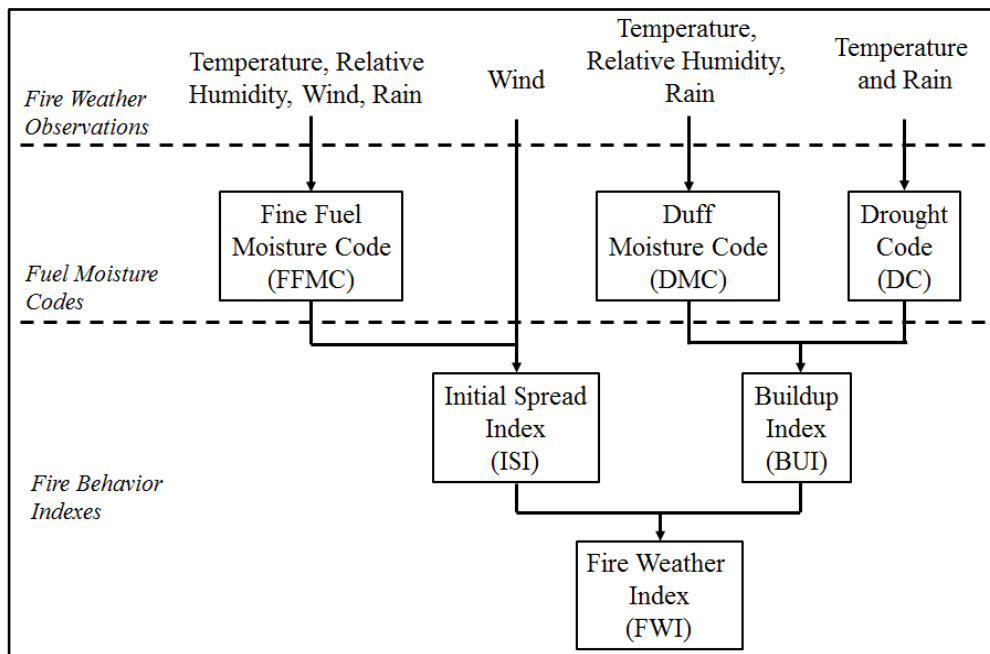 Fire Weather
Observations
Temperature, Relative
Humidity, Wind, Rain
Wind
Temperature,
Relative Humidity,
Rain
Temperature
and Rain
Fuel Moisture
Codes
Fine Fuel
Moisture Code
(FFMC)
Duff
Moisture Code
(DMC)
Drought
Code
(DC)
Fire Behavior
Indexes
Initial Spread
Index
(ISI)
Buildup
Index
(BUI)
Fire Weather
Index
(FWI)